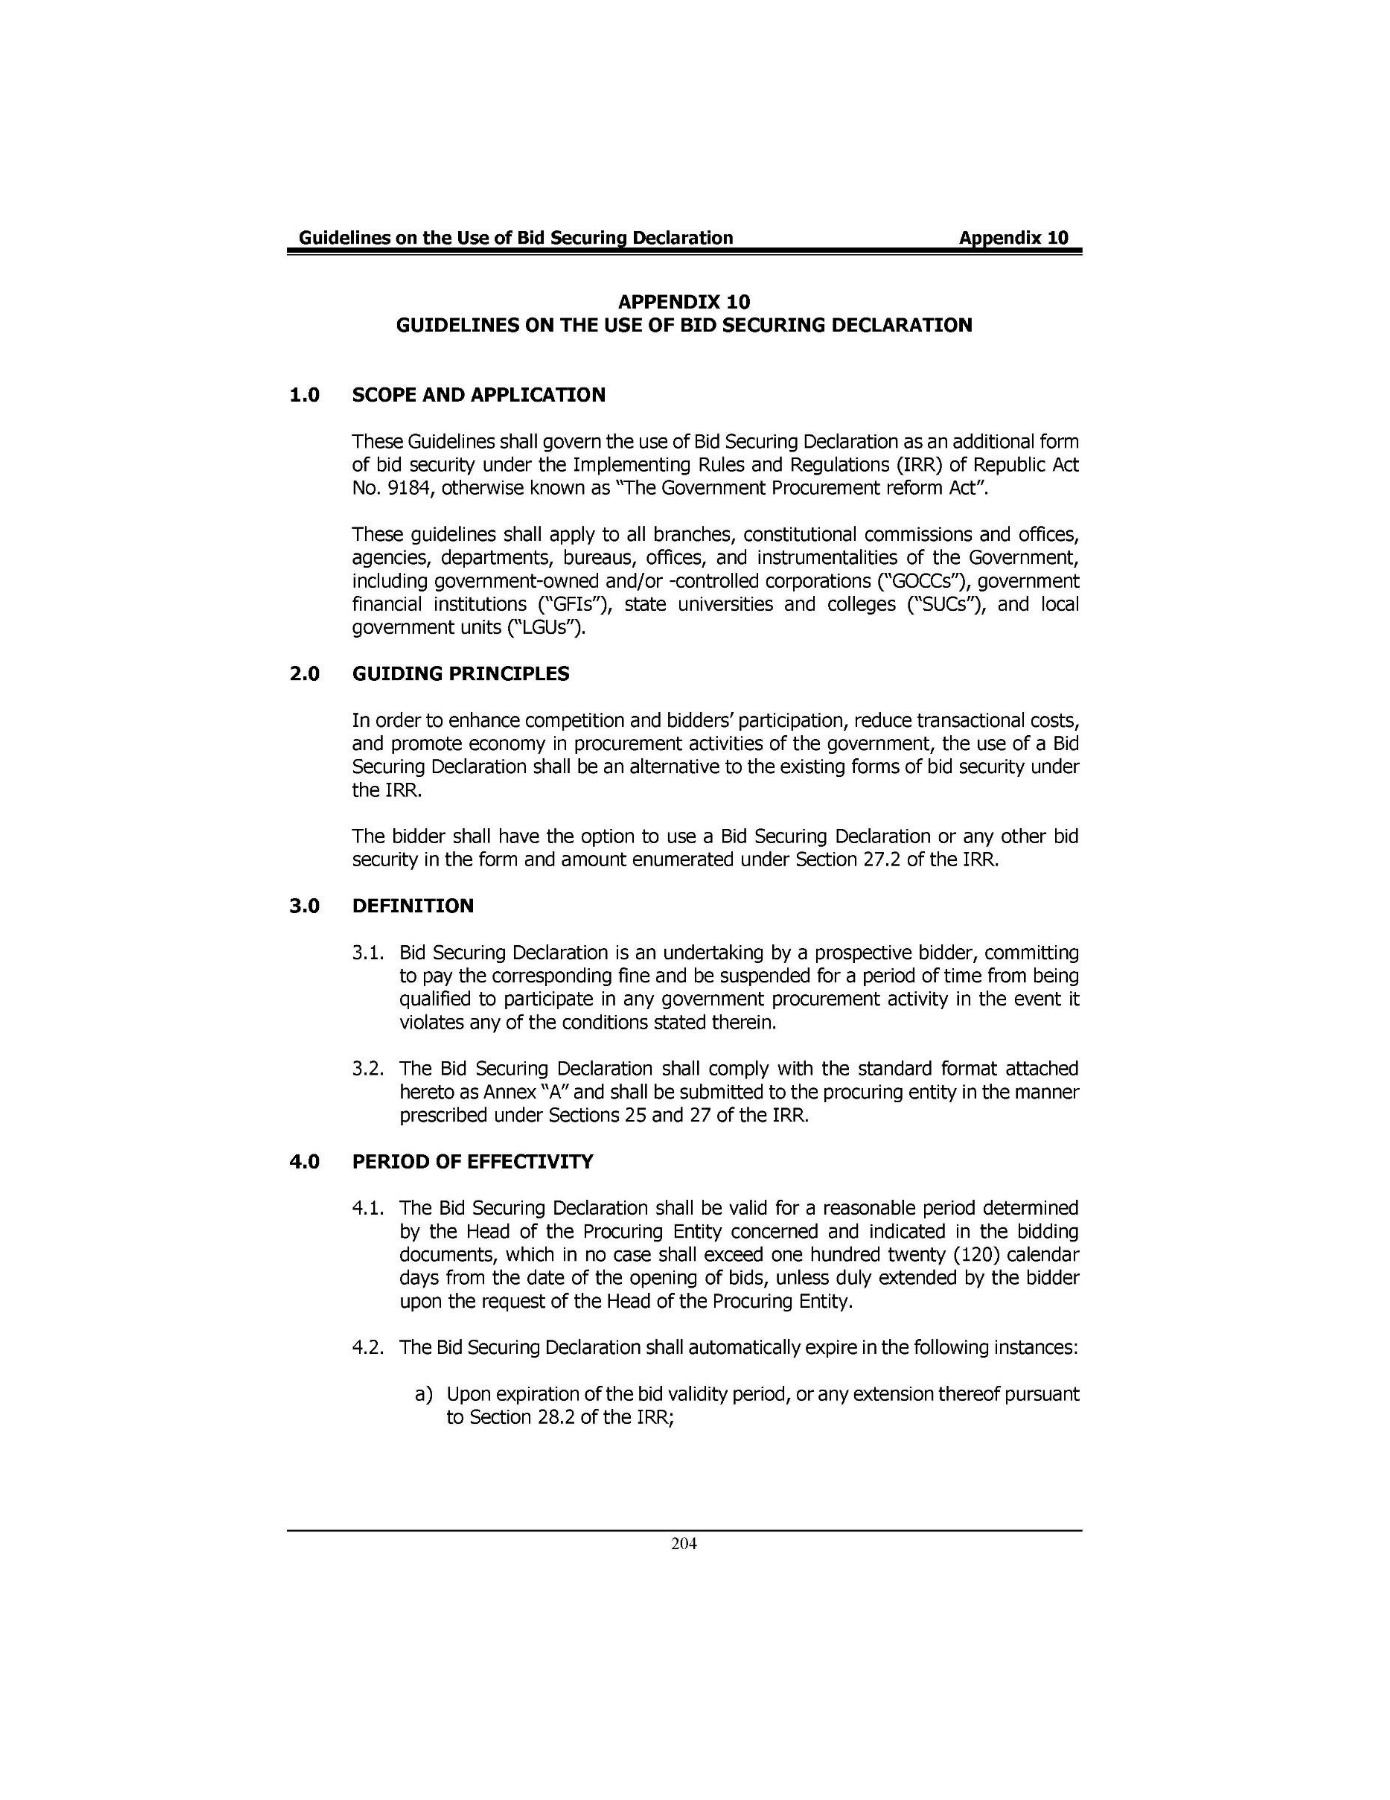 Guidelines on the Use of Bid Securing Declaration Appendix 10
APPENDIX 10
GUIDELINES ON THE USE OF BID SECURING DECLARATION
1.0 SCOPE AND APPLICATION
These Guidelines shall govern the use of Bid Securing Declaration as an additional form
of bid security under the Implementing Rules and Regulations (IRR) of Republic Act
No. 9184, otherwise known as “The Government Procurement reform Act”.
These guidelines shall apply to all branches, constitutional commissions and offices,
agencies, departments, bureaus, offices, and instrumentalities of the Government,
including government-owned and/or -controlled corporations (“GOCCs”), government
financial institutions (“GFIs”), state universities and colleges (“SUCs”), and local
government units (“LGUs”).
2.0 GUIDING PRINCIPLES
In order to enhance competition and bidders’ participation, reduce transactional costs,
and promote economy in procurement activities of the government, the use of a Bid
Securing Declaration shall be an alternative to the existing forms of bid security under
the IRR.
The bidder shall have the option to use a Bid Securing Declaration or any other bid
security in the form and amount enumerated under Section 27.2 of the IRR.
3.0 DEFINITION
3.1. Bid Securing Declaration is an undertaking by a prospective bidder, committing
to pay the corresponding fine and be suspended for a period of time from being
qualified to participate in any government procurement activity in the event it
violates any of the conditions stated therein.
3.2. The Bid Securing Declaration shall comply with the standard format attached
hereto as Annex “A” and shall be submitted to the procuring entity in the manner
prescribed under Sections 25 and 27 of the IRR.
4.0 PERIOD OF EFFECTIVITY
4.1. The Bid Securing Declaration shall be valid for a reasonable period determined
by the Head of the Procuring Entity concerned and indicated in the bidding
documents, which in no case shall exceed one hundred twenty (120) calendar
days from the date of the opening of bids, unless duly extended by the bidder
upon the request of the Head of the Procuring Entity.
4.2. The Bid Securing Declaration shall automatically expire in the following instances:
a) Upon expiration of the bid validity period, or any extension thereof pursuant
to Section 28.2 of the IRR;
204